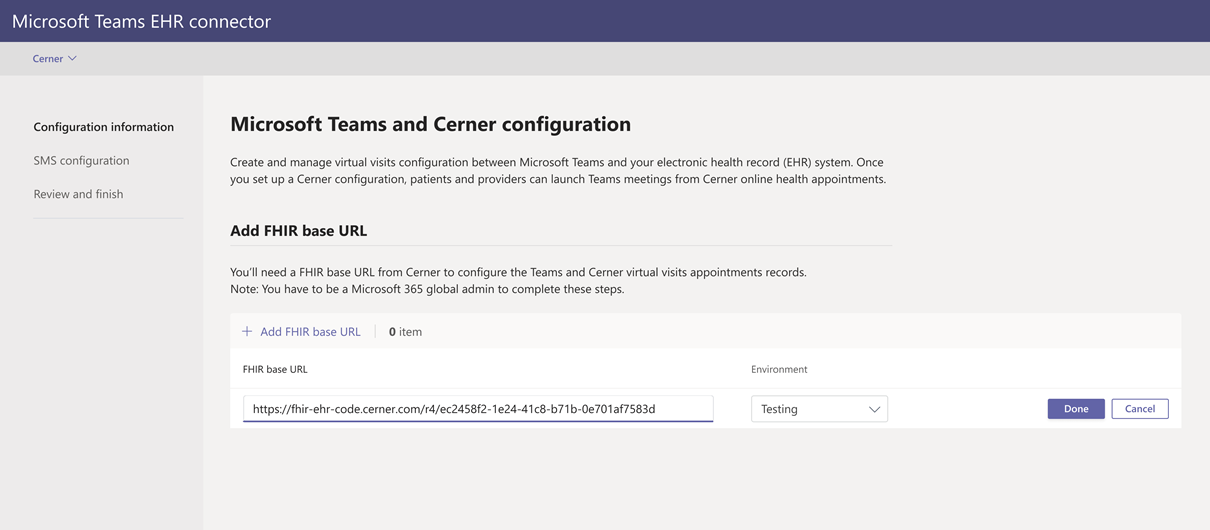 Microsoft Teams EHR connector
Cerner
Configuration information
SMS configuration
Review and finish
Microsoft Teams and Cerner configuration
Create and manage virtual visits configuration between Microsoft Teams and your electronic health record (EHR) system. Once
you set up a Cerner configuration, patients and providers can launch Teams meetings from Cerner online health appointments.
Add FHIR base URL
You'll need a FHIR base URL from Cerner to configure the Teams and Cerner virtual visits appointments records.
Note: You have to be a Microsoft 365 global admin to complete these steps.
+ Add FHIR base URL 0 item
FHIR base URL Environment
https://fhir-ehr-code.cerner.com/r4/ec2458f2-1e24-41c8-b71b-0e701af7583d Testing Done Cancel